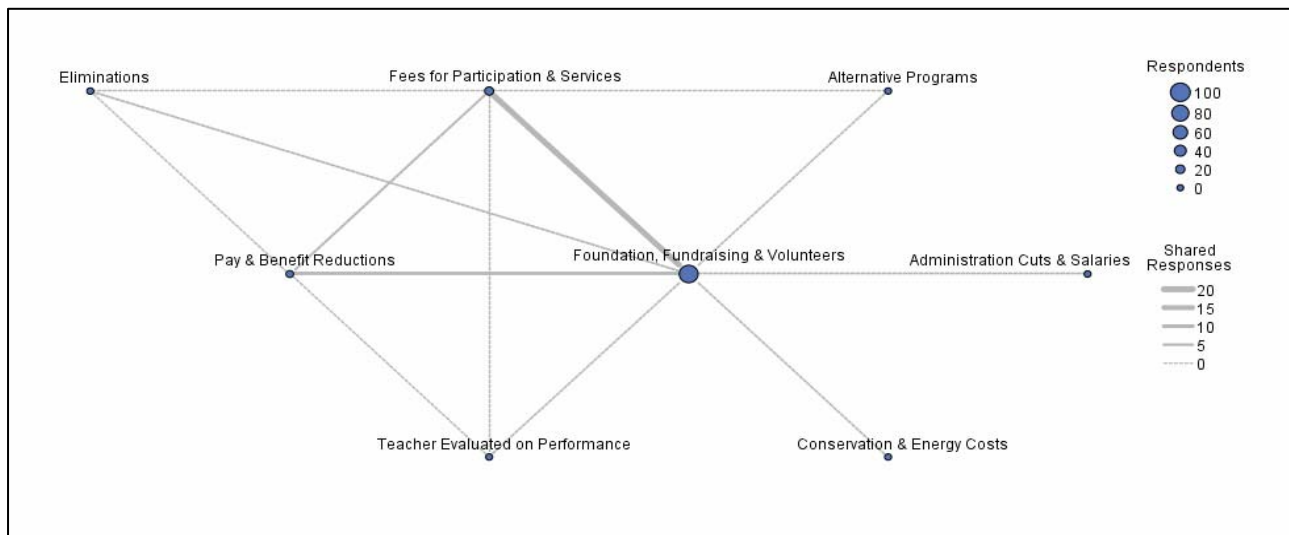 Eliminations
Fees for Participation & Services
Alternative Programs
Respondents
100
80
60
40
20
0
Pay & Benefit Reductions
Foundation, Fundraising & Volunteers
Administration Cuts & Salaries
Shared
Responses
20
15
10
5
0
Teacher Evaluated on Performance
Conservation & Energy Costs